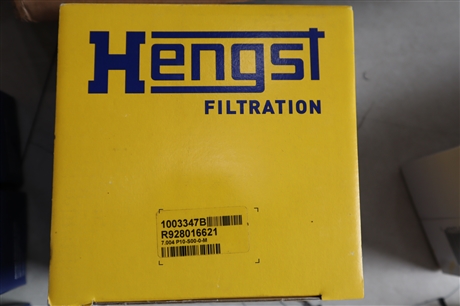 Hengst
FILTRATION
1003347B
R928016621
7.004 P10-S00-0-M